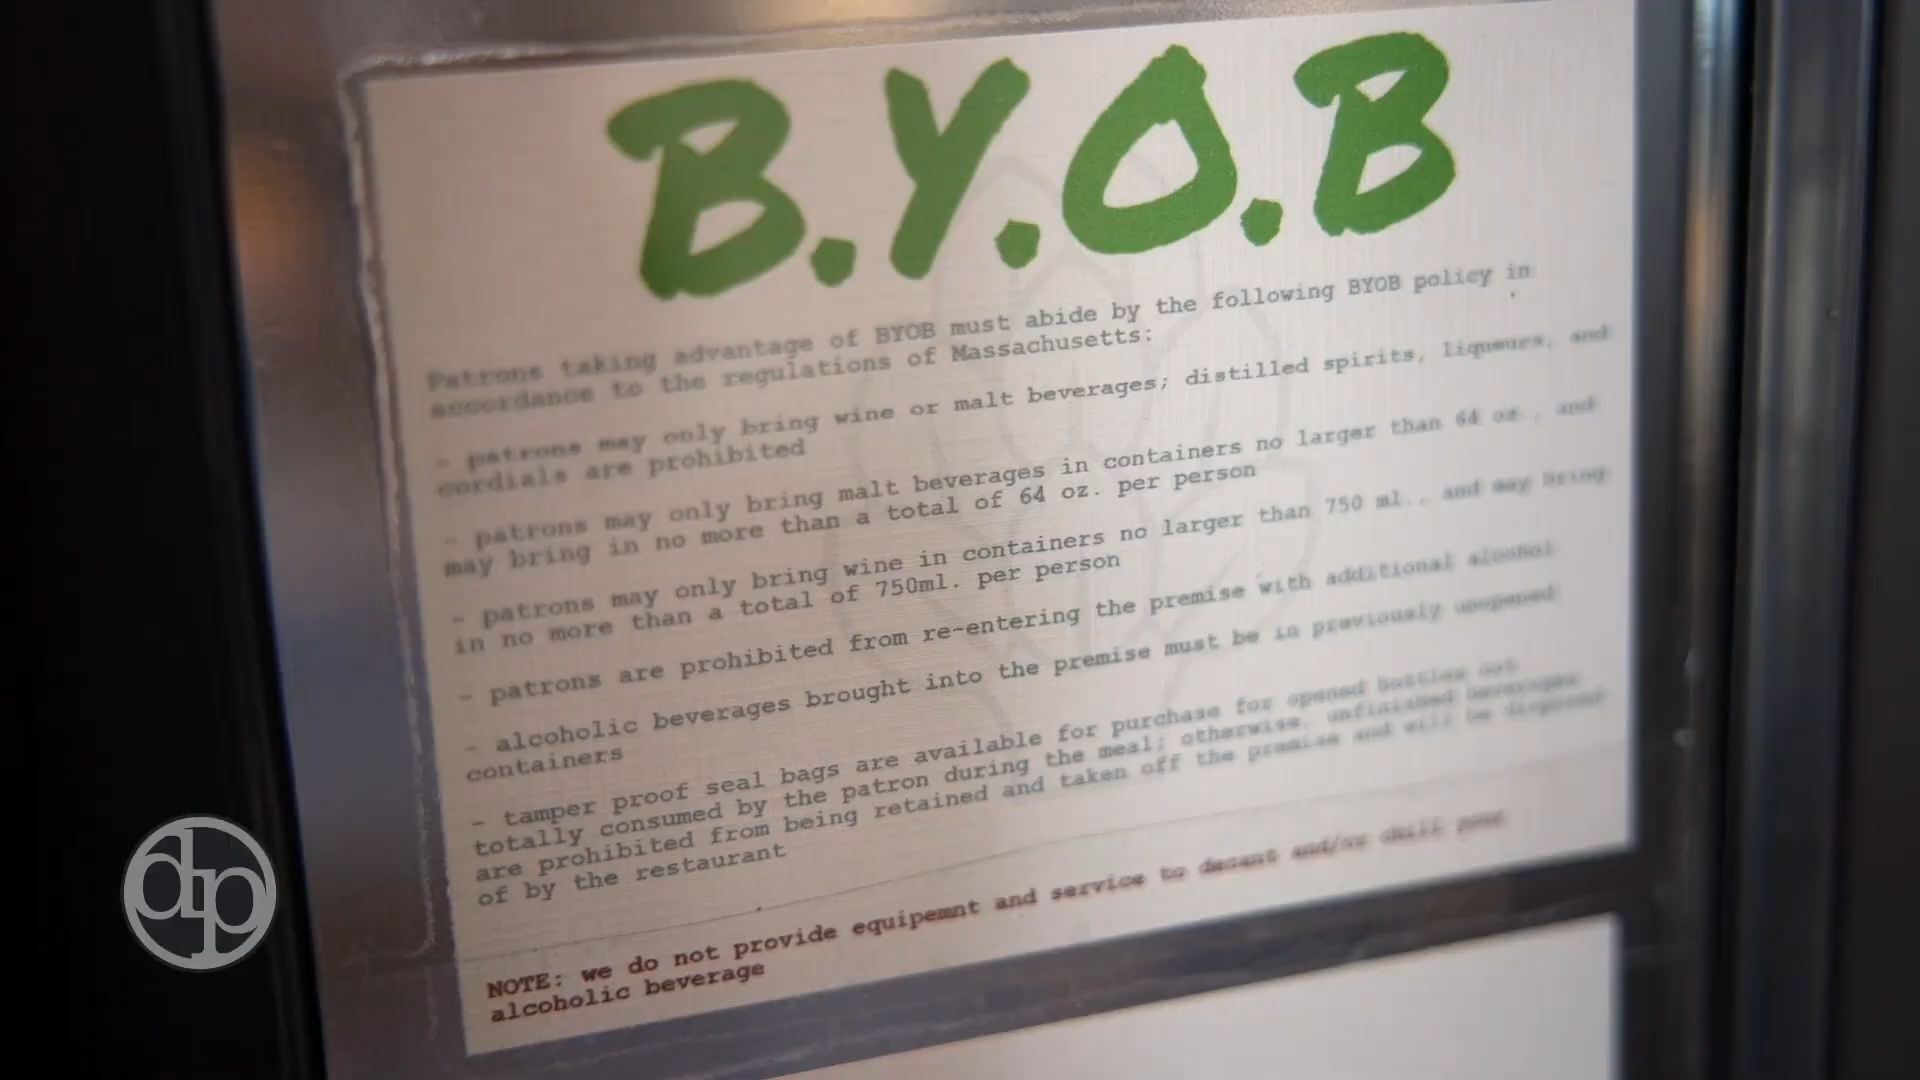 B.Y.O.B
Patrons taking advantage of BYOB must abide by the following BYOB policy in
accordance to the regulations of Massachusetts:
- patrons may only bring wine or malt beverages; distilled spirits, liqueurs, and
cordials are prohibited
- patrons may only bring malt beverages in containers no larger than 64 oz., and
may bring in no more than a total of 64 oz. per person
- patrons may only bring wine in containers no larger than 750 ml., and may bring
in no more than a total of 750ml. per person
- patrons are prohibited from re-entering the premise with additional alcohol
- alcoholic beverages brought into the premise must be in previously unopened
containers
- tamper proof seal bags are available for purchase for opened bottles not
totally consumed by the patron during the meal; otherwise, unfinished beverages
are prohibited from being retained and taken off the premise and will be disposed
of by the restaurant
NOTE: we do not provide equipemnt and service to decant and/or chill your
alcoholic beverage
dp